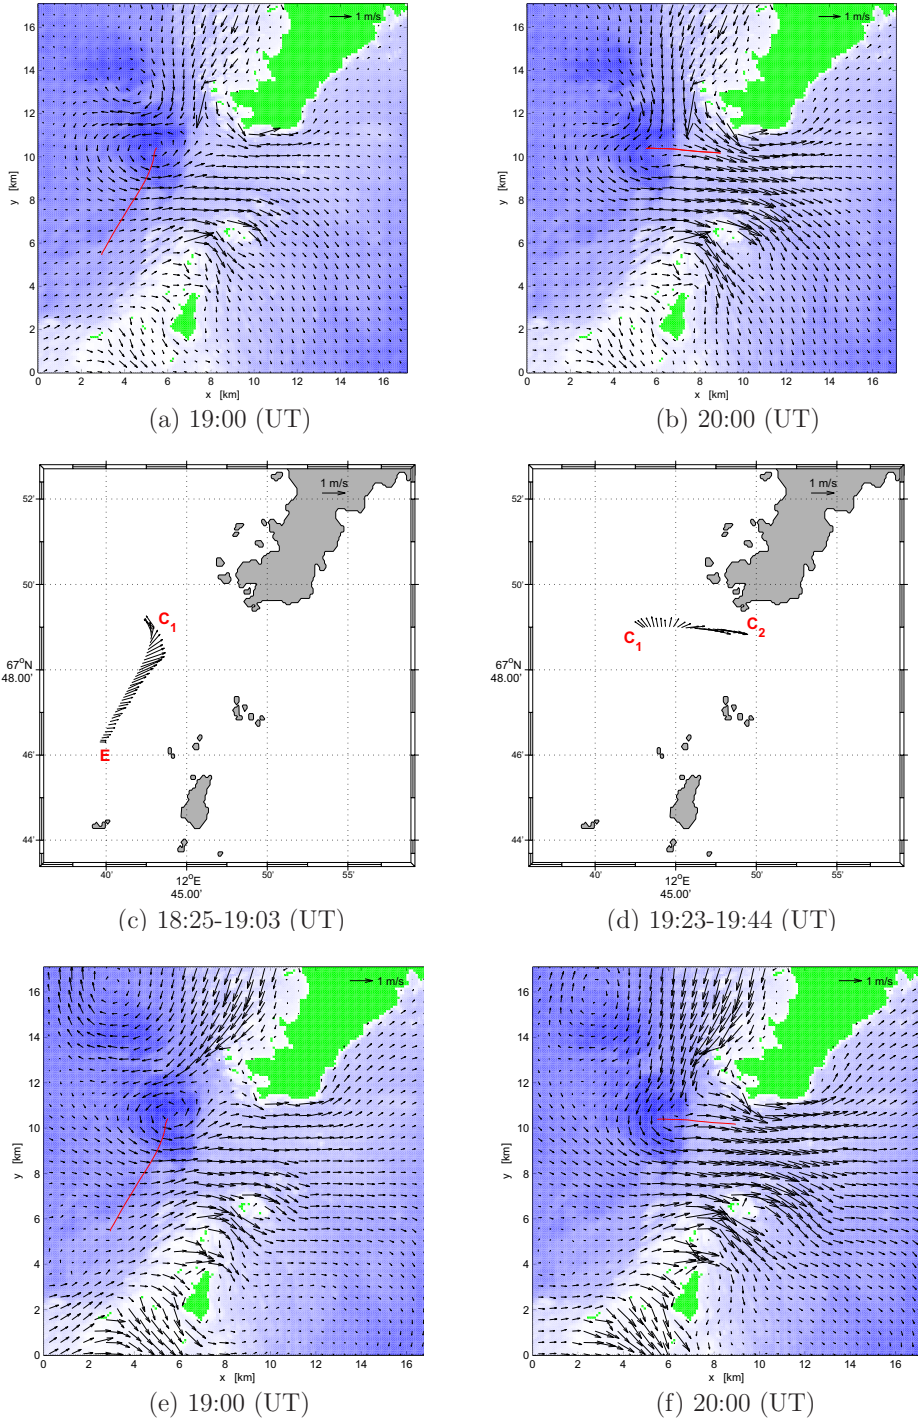 1 m/s
1 m/s
16
14
12
10
8
6
4
2
0
y [km]
0 2 4 6 8 10 12 14 16
x [km]
16
14
12
10
8
6
4
2
0
y [km]
0 2 4 6 8 10 12 14 16
x [km]
(a) 19:00 (UT)
(b) 20:00 (UT)
1 m/s
52'
50'
67°N
48.00'
46'
44'
C1
E
40'
12°E
45.00'
50'
55'
1 m/s
52'
50'
67°N
48.00'
46'
44'
C1
C2
40'
12°E
45.00'
50'
55'
(c) 18:25-19:03 (UT)
(d) 19:23-19:44 (UT)
1 m/s
16
14
12
10
8
6
4
2
0
y [km]
0 2 4 6 8 10 12 14 16
x [km]
1 m/s
16
14
12
10
8
6
4
2
0
y [km]
0 2 4 6 8 10 12 14 16
x [km]
(e) 19:00 (UT)
(f) 20:00 (UT)